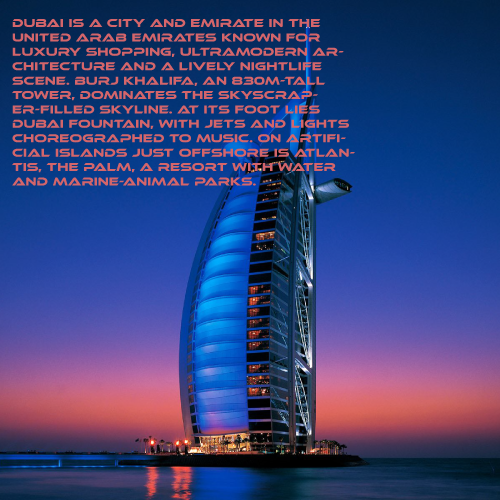 DUBAI IS A CITY AND EMIRATE IN THE
UNITED ARAB EMIRATES KNOWN FOR
LUXURY SHOPPING, ULTRAMODERN AR-
CHITECTURE AND A LIVELY NIGHTLIFE
SCENE. BURJ KHALIFA, AN 830M-TALL
TOWER, DOMINATES THE SKYSCRAP-
ER-FILLED SKYLINE. AT ITS FOOT LIES
DUBAI FOUNTAIN, WITH JETS AND LIGHTS
CHOREOGRAPHED TO MUSIC. ON ARTIFI-
CIAL ISLANDS JUST OFFSHORE IS ATLAN-
TIS, THE PALM, A RESORT WITH WATER
AND MARINE-ANIMAL PARKS.